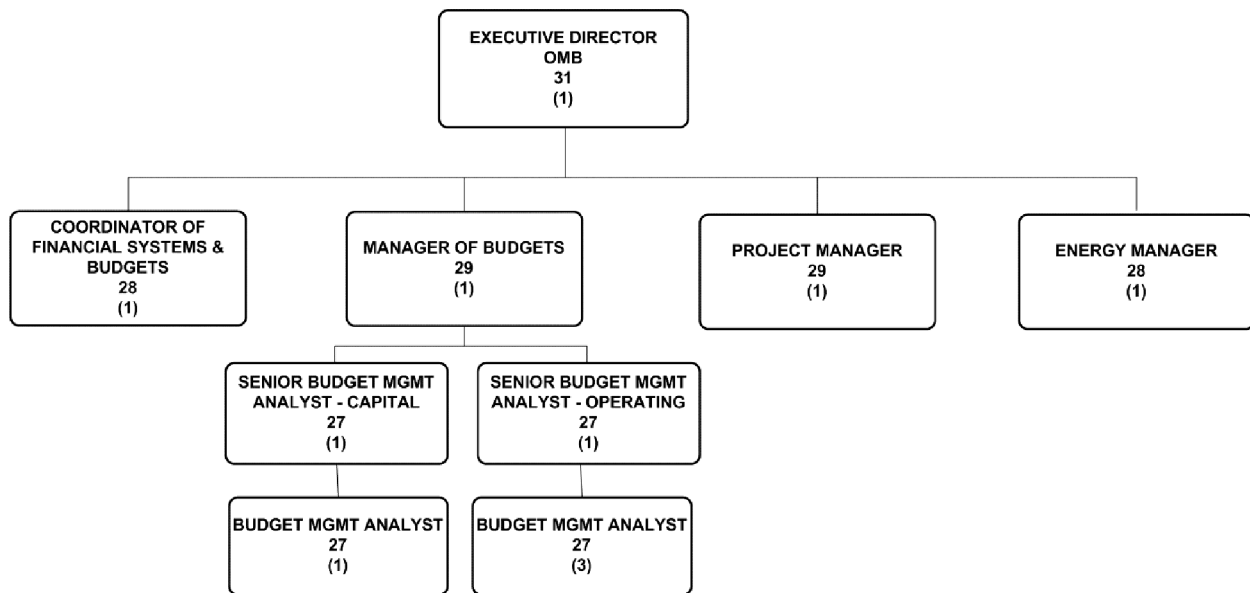 EXECUTIVE DIRECTOR
OMB
31
(1)
COORDINATOR OF
FINANCIAL SYSTEMS &
BUDGETS
28
(1)
MANAGER OF BUDGETS
29
(1)
PROJECT MANAGER
29
(1)
ENERGY MANAGER
28
(1)
SENIOR BUDGET MGMT
ANALYST - CAPITAL
27
(1)
SENIOR BUDGET MGMT
ANALYST - OPERATING
27
(1)
BUDGET MGMT ANALYST
27
(1)
BUDGET MGMT ANALYST
27
(3)